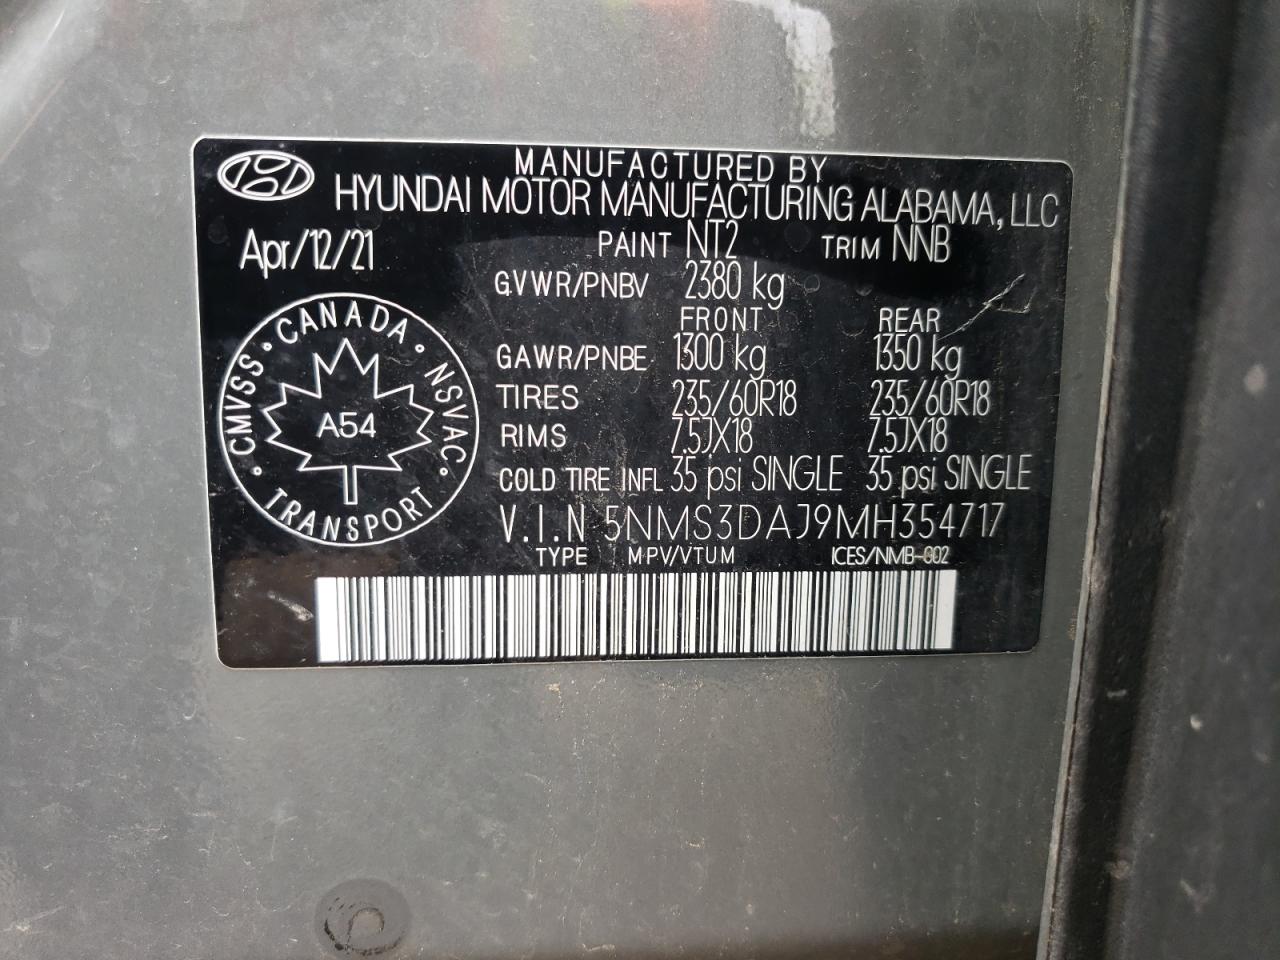 MANUFACTURED BY
HYUNDAI MOTOR MANUFACTURING ALABAMA, LLC
Apr/12/21 PAINT NT2 TRIM NNB
GVWR/PNBV 2380 kg
FRONT REAR
GAWR/PNBE 1300 kg 1350 kg
TIRES 235/60R18 235/60R18
RIMS 7.5JX18 7.5JX18
COLD TIRE INFL 35 psi SINGLE 35 psi SINGLE
V.I.N 5NMS3DAJ9MH354717
TYPE MPV/VTUM ICES/NMB-002
CMVSS · CANADA · NSVAC
A54
TRANSPORT